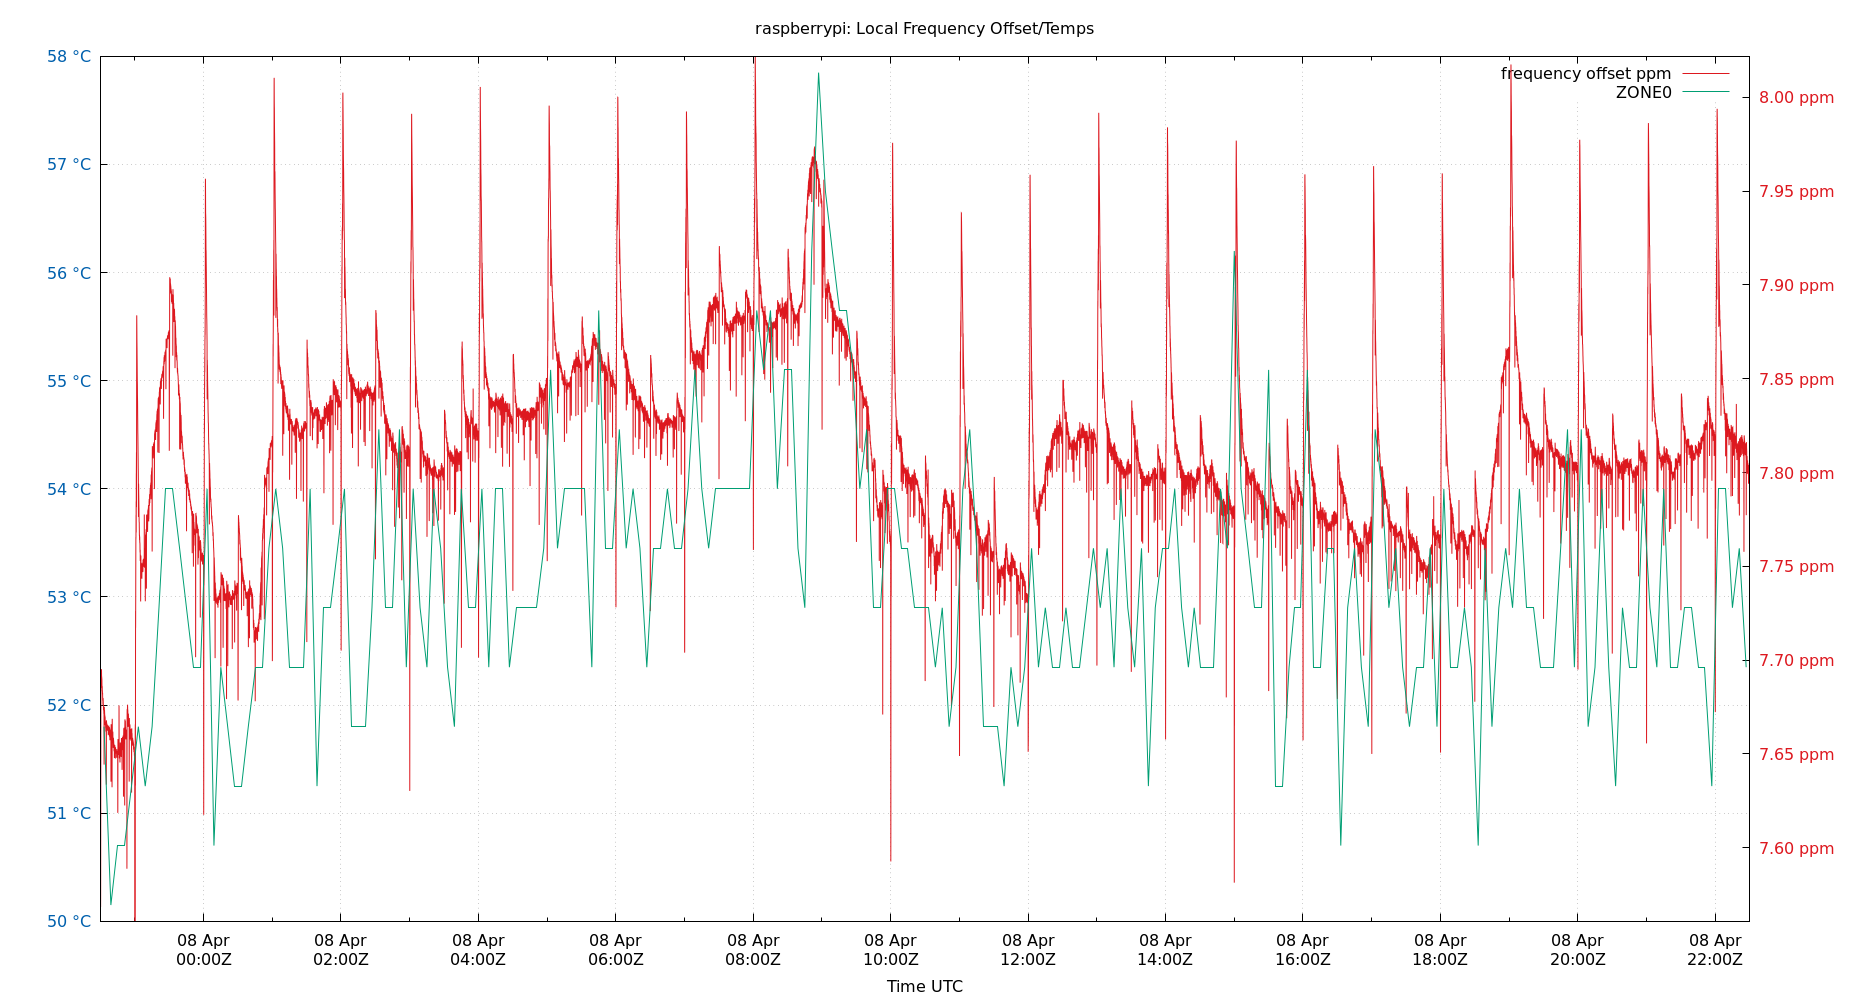 raspberrypi: Local Frequency Offset/Temps
frequency offset ppm
ZONE0
58 °C
57 °C
56 °C
55 °C
54 °C
53 °C
52 °C
51 °C
50 °C
8.00 ppm
7.95 ppm
7.90 ppm
7.85 ppm
7.80 ppm
7.75 ppm
7.70 ppm
7.65 ppm
7.60 ppm
08 Apr 08 Apr 08 Apr 08 Apr 08 Apr 08 Apr 08 Apr 08 Apr 08 Apr 08 Apr 08 Apr 08 Apr
00:00Z 02:00Z 04:00Z 06:00Z 08:00Z 10:00Z 12:00Z 14:00Z 16:00Z 18:00Z 20:00Z 22:00Z
Time UTC